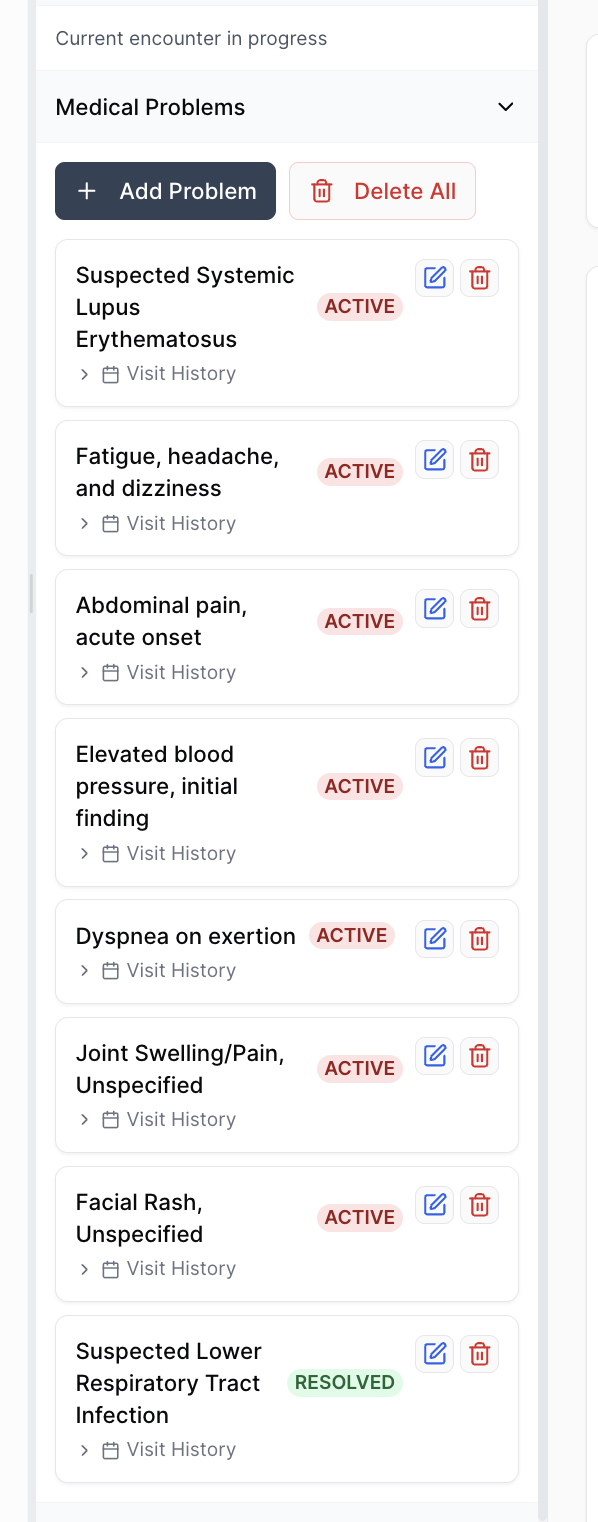 Current encounter in progress
Medical Problems
Add Problem
Delete All
Suspected Systemic
Lupus
Erythematosus
ACTIVE
Visit History
Fatigue, headache,
and dizziness
ACTIVE
Visit History
Abdominal pain,
acute onset
ACTIVE
Visit History
Elevated blood
pressure, initial
finding
ACTIVE
Visit History
Dyspnea on exertion
ACTIVE
Visit History
Joint Swelling/Pain,
Unspecified
ACTIVE
Visit History
Facial Rash,
Unspecified
ACTIVE
Visit History
Suspected Lower
Respiratory Tract
Infection
RESOLVED
Visit History